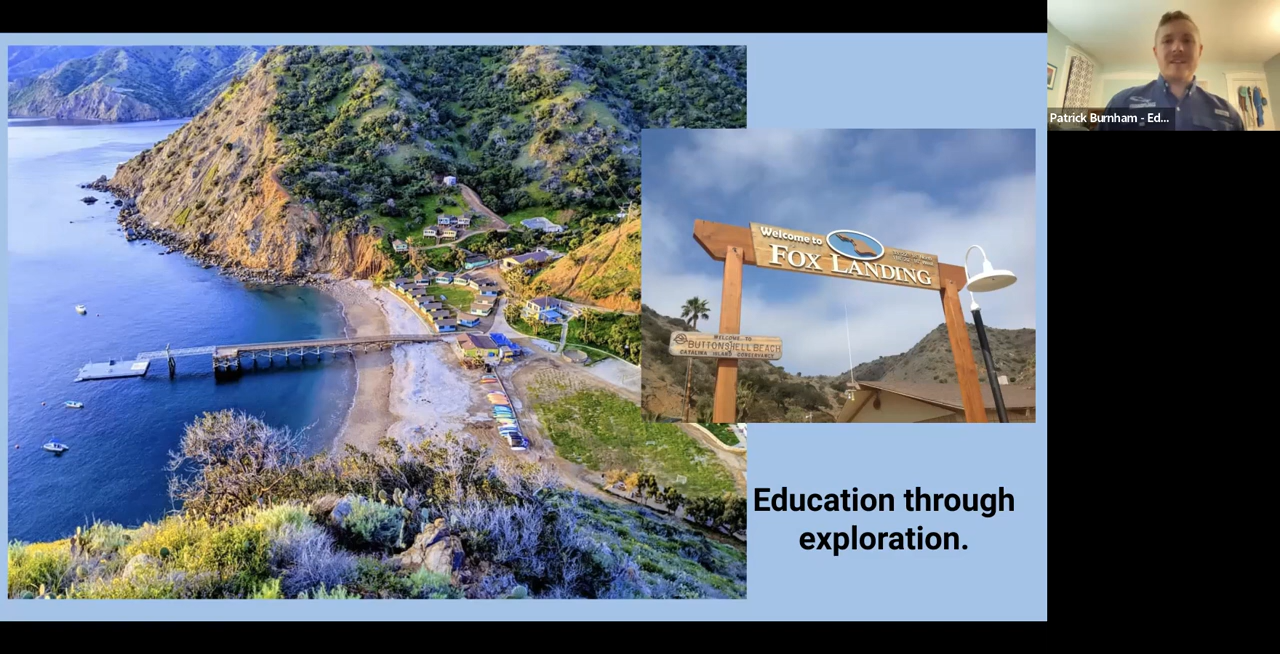 Patrick Burnham - Ed...
Welcome to
FOX LANDING
WELCOME TO
BUTTONSHELL BEACH
CATALINA ISLAND CONSERVANCY
Education through
exploration.